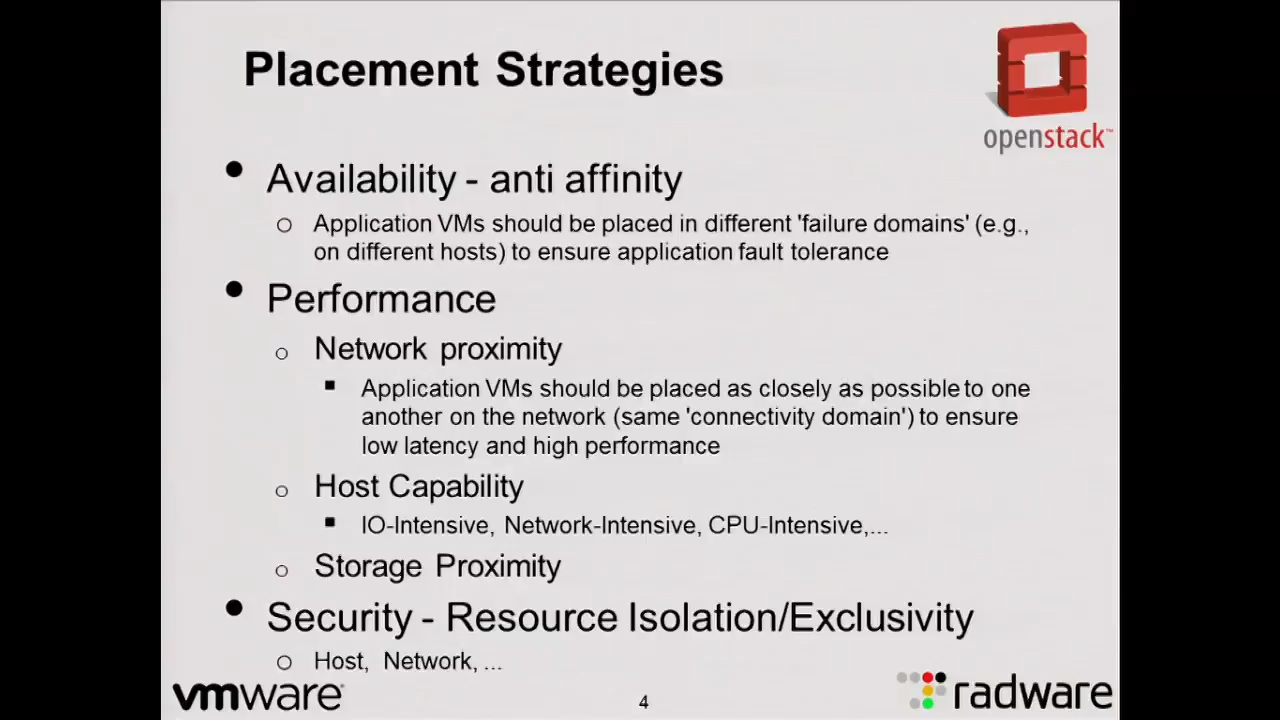 Placement Strategies
openstack™
• Availability - anti affinity
o Application VMs should be placed in different 'failure domains' (e.g.,
on different hosts) to ensure application fault tolerance
• Performance
o Network proximity
▪ Application VMs should be placed as closely as possible to one
another on the network (same 'connectivity domain') to ensure
low latency and high performance
o Host Capability
▪ IO-Intensive, Network-Intensive, CPU-Intensive,...
o Storage Proximity
• Security - Resource Isolation/Exclusivity
o Host, Network, ...
vmware
4
radware